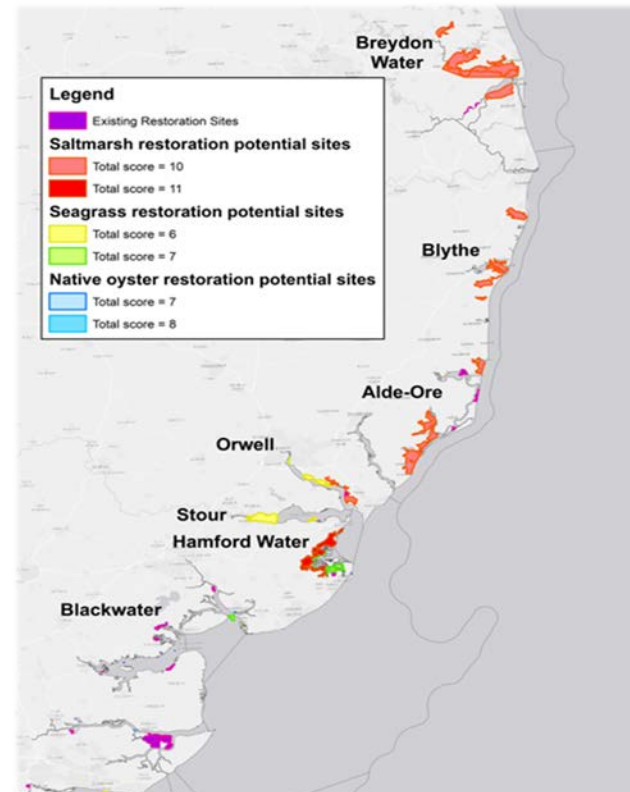 Breydon
Water
Legend
Existing Restoration Sites
Saltmarsh restoration potential sites
Total score = 10
Total score = 11
Seagrass restoration potential sites
Total score = 6
Total score = 7
Native oyster restoration potential sites
Total score = 7
Total score = 8
Blythe
Alde-Ore
Orwell
Stour
Hamford Water
Blackwater